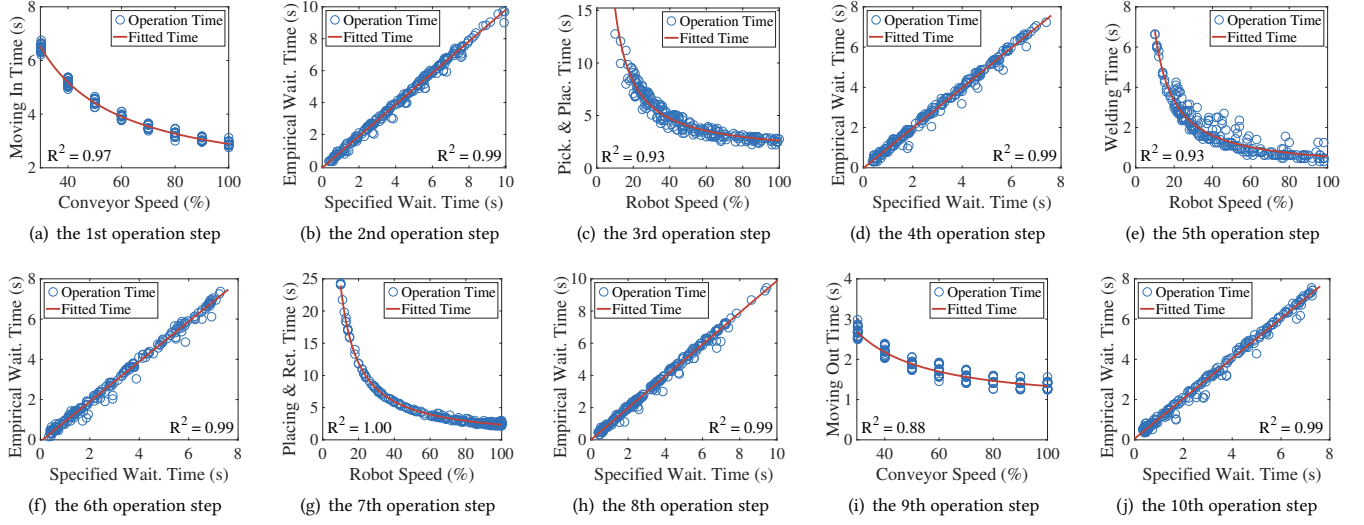 8
6
4
2
Moving In Time (s)
Operation Time
Fitted Time
R² = 0.97
40 60 80 100
Conveyor Speed (%)
(a) the 1st operation step
10
8
6
4
2
0
Empirical Wait. Time (s)
Operation Time
Fitted Time
R² = 0.99
0 2 4 6 8 10
Specified Wait. Time (s)
(b) the 2nd operation step
15
10
5
0
Pick. & Plac. Time (s)
Operation Time
Fitted Time
R² = 0.93
0 20 40 60 80 100
Robot Speed (%)
(c) the 3rd operation step
8
6
4
2
0
Empirical Wait. Time (s)
Operation Time
Fitted Time
R² = 0.99
0 2 4 6 8
Specified Wait. Time (s)
(d) the 4th operation step
8
6
4
2
0
Welding Time (s)
Operation Time
Fitted Time
R² = 0.93
0 20 40 60 80 100
Robot Speed (%)
(e) the 5th operation step
8
6
4
2
0
Empirical Wait. Time (s)
Operation Time
Fitted Time
R² = 0.99
0 2 4 6 8
Specified Wait. Time (s)
(f) the 6th operation step
25
20
15
10
5
0
Placing & Ret. Time (s)
Operation Time
Fitted Time
R² = 1.00
0 20 40 60 80 100
Robot Speed (%)
(g) the 7th operation step
10
8
6
4
2
0
Empirical Wait. Time (s)
Operation Time
Fitted Time
R² = 0.99
0 2 4 6 8 10
Specified Wait. Time (s)
(h) the 8th operation step
4
3
2
1
0
Moving Out Time (s)
Operation Time
Fitted Time
R² = 0.88
40 60 80 100
Conveyor Speed (%)
(i) the 9th operation step
8
6
4
2
0
Empirical Wait. Time (s)
Operation Time
Fitted Time
R² = 0.99
0 2 4 6 8
Specified Wait. Time (s)
(j) the 10th operation step